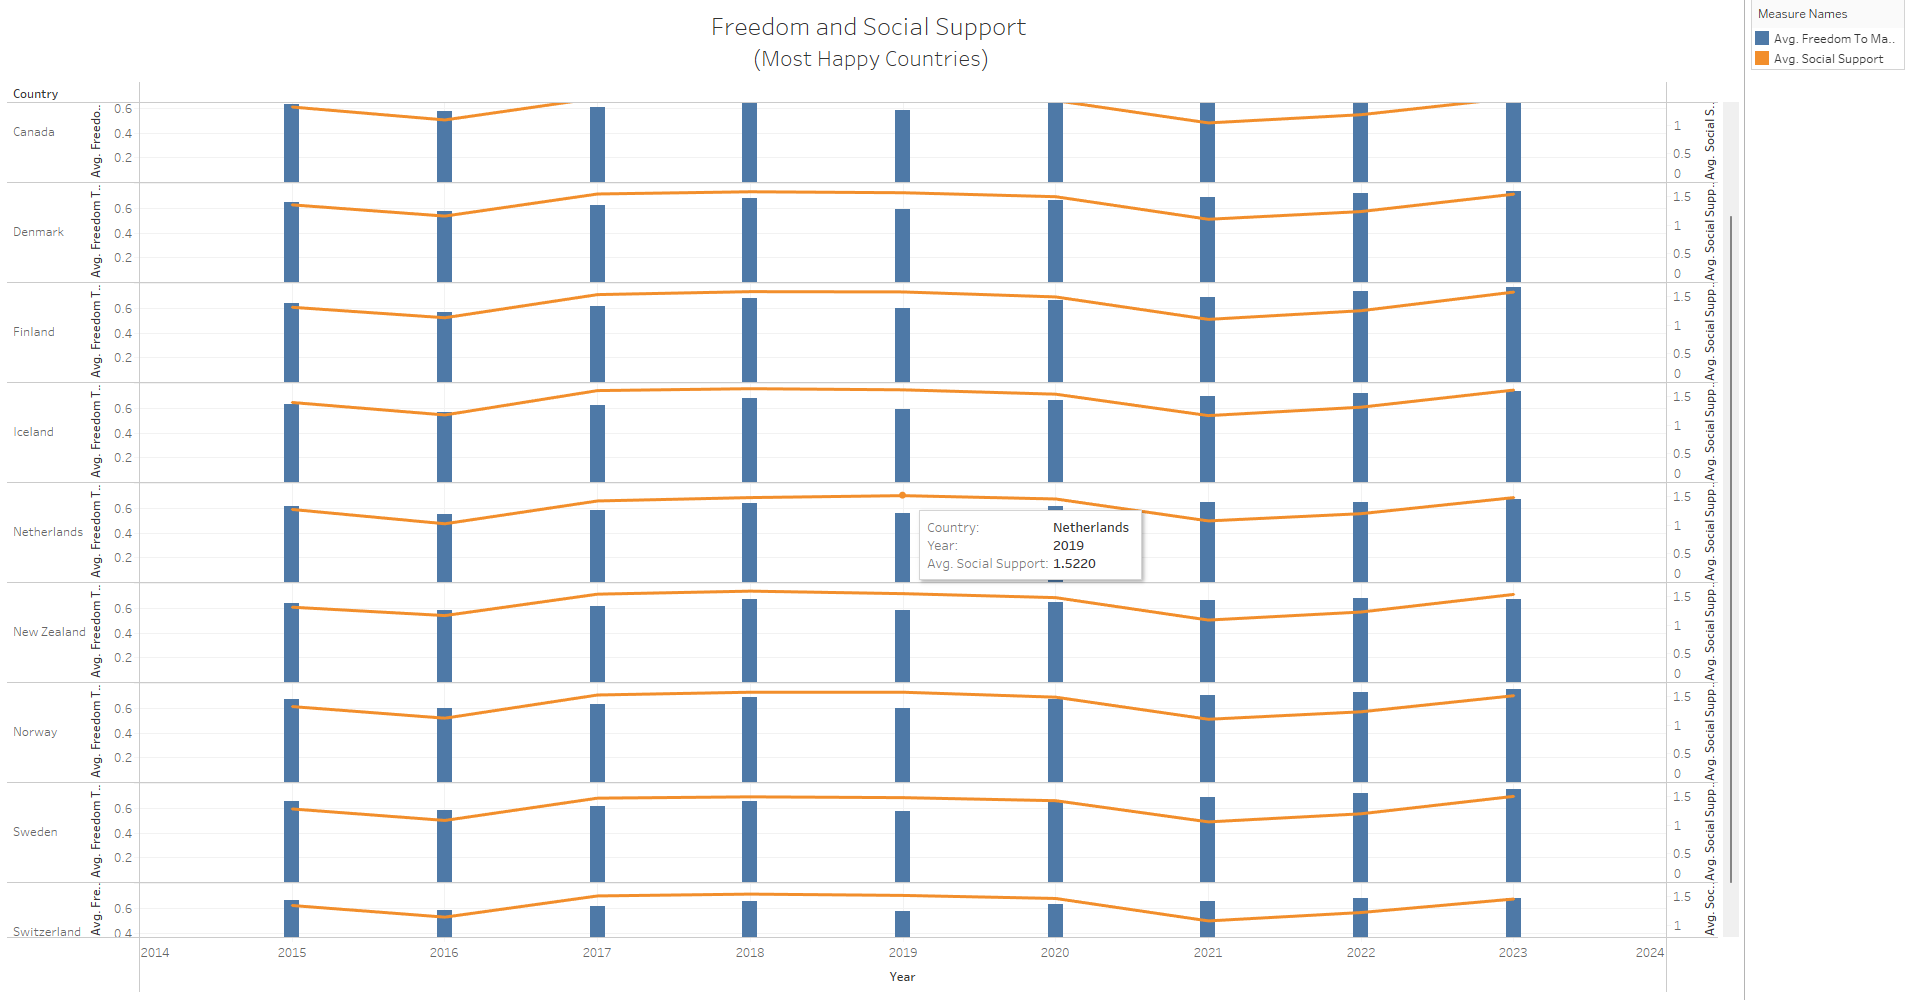 Freedom and Social Support
(Most Happy Countries)
Measure Names
Avg. Freedom To Ma..
Avg. Social Support
Country
Canada
Avg. Freedo..
0.6
0.4
0.2
1
0.5
0
Avg. Social S..
Denmark
Avg. Freedom T..
0.6
0.4
0.2
1.5
1
0.5
0
Avg. Social Supp..
Finland
Avg. Freedom T..
0.6
0.4
0.2
1.5
1
0.5
0
Avg. Social Supp..
Iceland
Avg. Freedom T..
0.6
0.4
0.2
1.5
1
0.5
0
Avg. Social Supp..
Netherlands
Avg. Freedom T..
0.6
0.4
0.2
Country: Netherlands
Year: 2019
Avg. Social Support: 1.5220
1.5
1
0.5
0
Avg. Social Supp..
New Zealand
Avg. Freedom T..
0.6
0.4
0.2
1.5
1
0.5
0
Avg. Social Supp..
Norway
Avg. Freedom T..
0.6
0.4
0.2
1.5
1
0.5
0
Avg. Social Supp..
Sweden
Avg. Freedom T..
0.6
0.4
0.2
1.5
1
0.5
0
Avg. Social Supp..
Switzerland
Avg. Fre..
0.6
0.4
1.5
1
Avg. Soc..
2014 2015 2016 2017 2018 2019 2020 2021 2022 2023 2024
Year